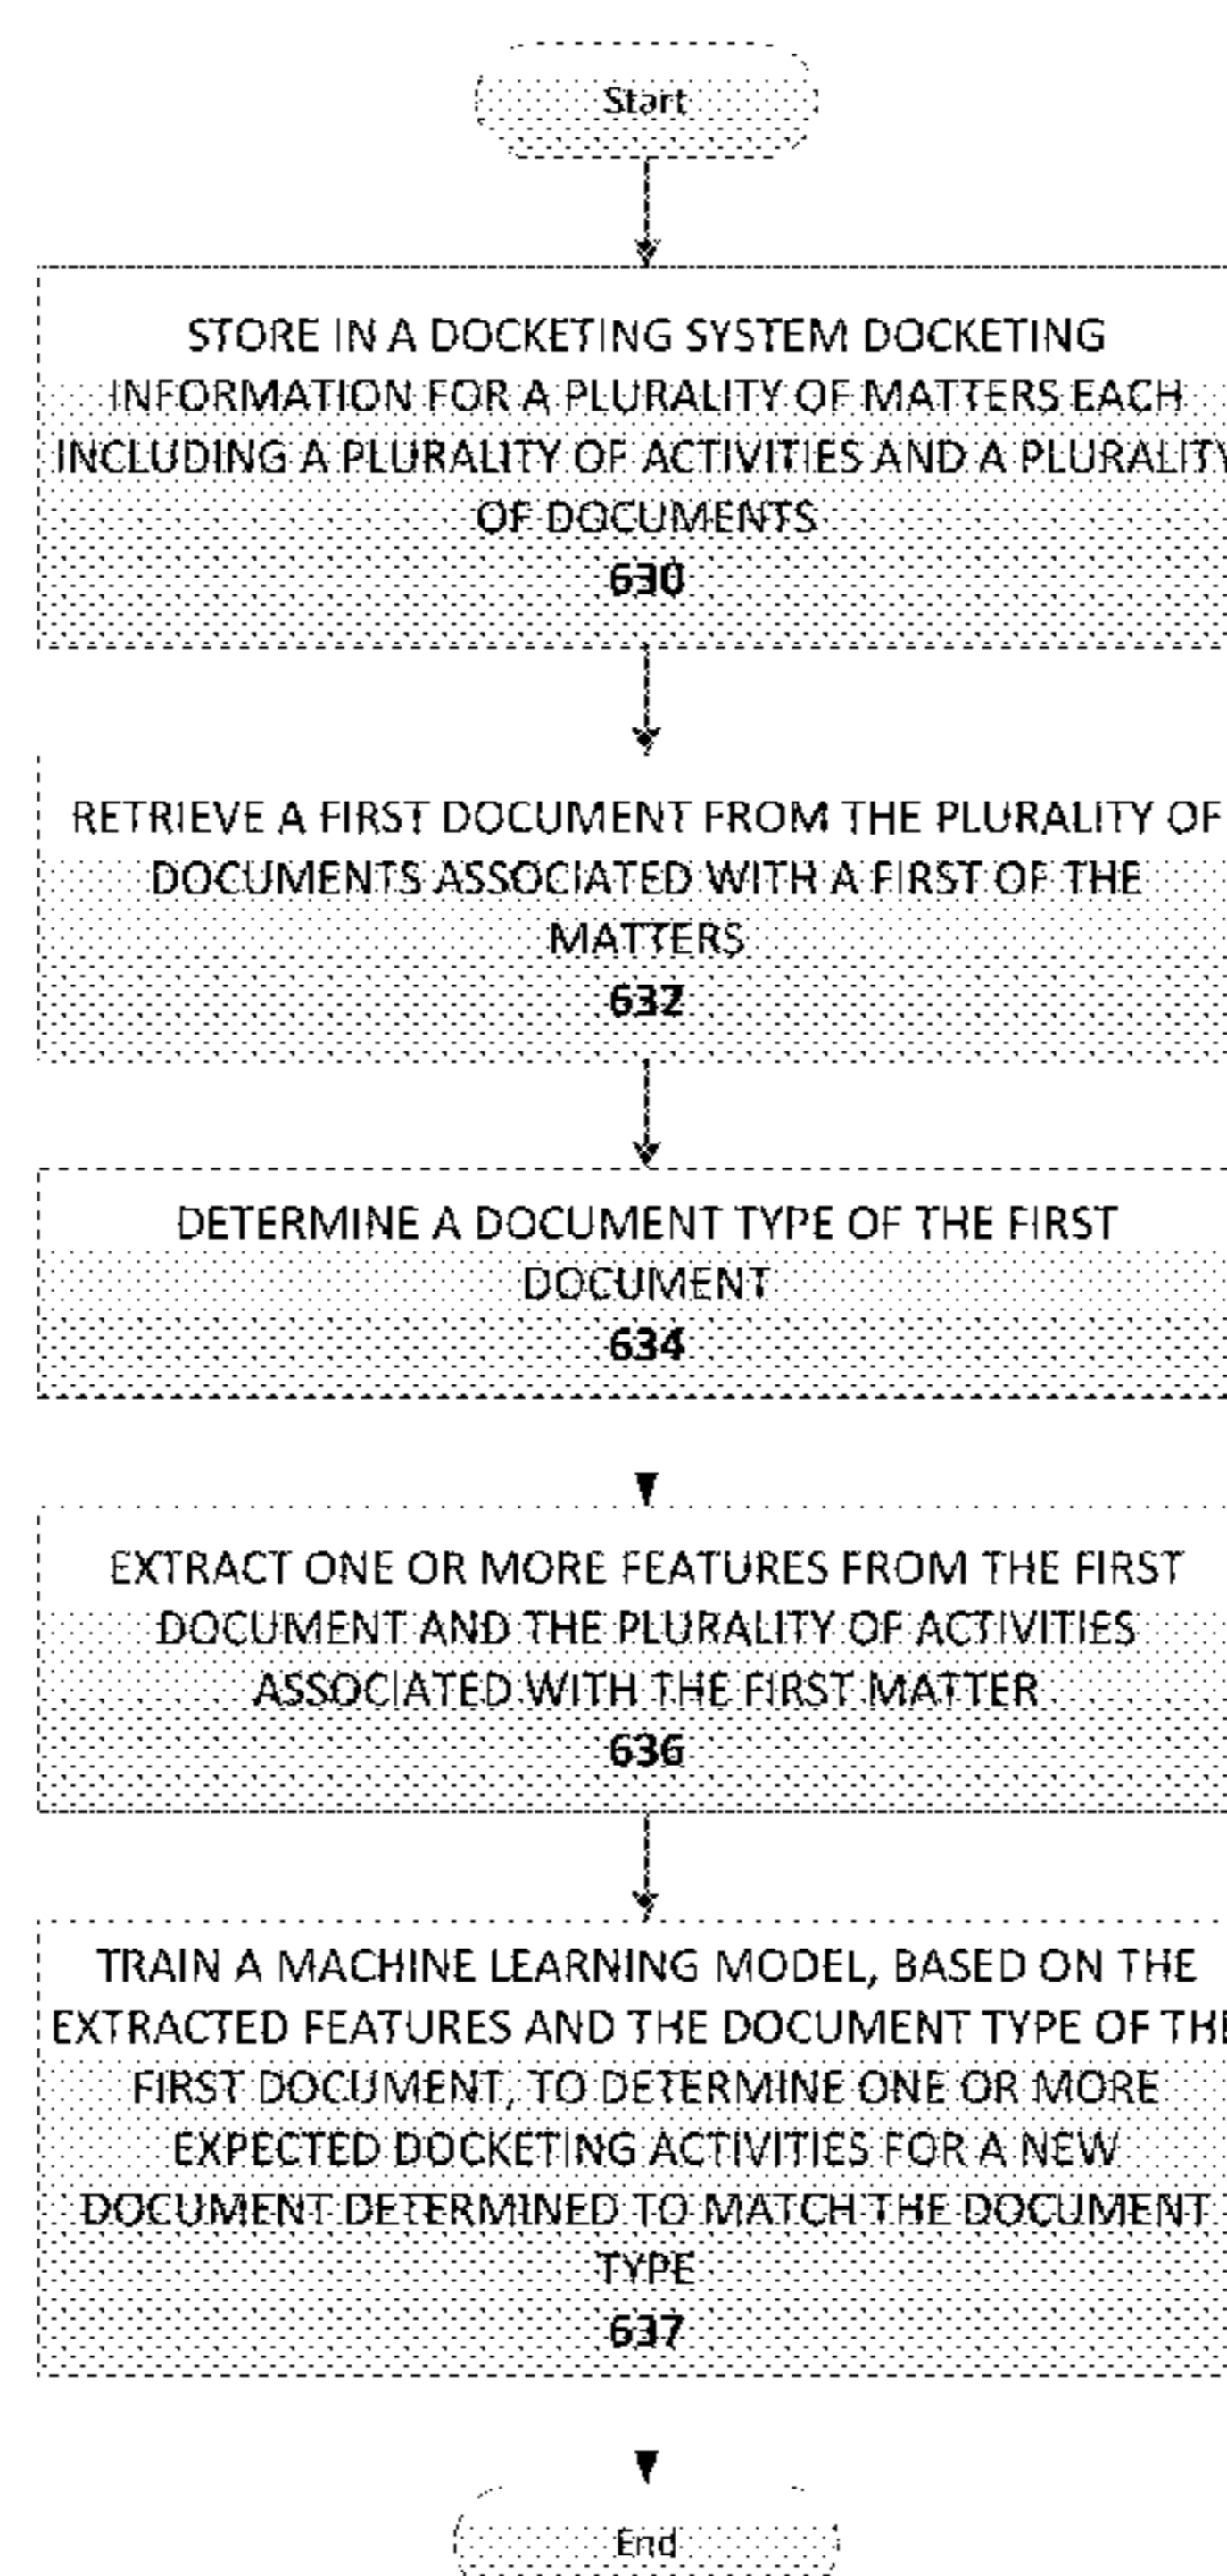 Start
STORE IN A DOCKETING SYSTEM DOCKETING
INFORMATION FOR A PLURALITY OF MATTERS EACH
INCLUDING A PLURALITY OF ACTIVITIES AND A PLURALITY
OF DOCUMENTS
630
RETRIEVE A FIRST DOCUMENT FROM THE PLURALITY OF
DOCUMENTS ASSOCIATED WITH A FIRST OF THE
MATTERS
632
DETERMINE A DOCUMENT TYPE OF THE FIRST
DOCUMENT
634
EXTRACT ONE OR MORE FEATURES FROM THE FIRST
DOCUMENT AND THE PLURALITY OF ACTIVITIES
ASSOCIATED WITH THE FIRST MATTER
636
TRAIN A MACHINE LEARNING MODEL, BASED ON THE
EXTRACTED FEATURES AND THE DOCUMENT TYPE OF THE
FIRST DOCUMENT, TO DETERMINE ONE OR MORE
EXPECTED DOCKETING ACTIVITIES FOR A NEW
DOCUMENT DETERMINED TO MATCH THE DOCUMENT
TYPE
637
End